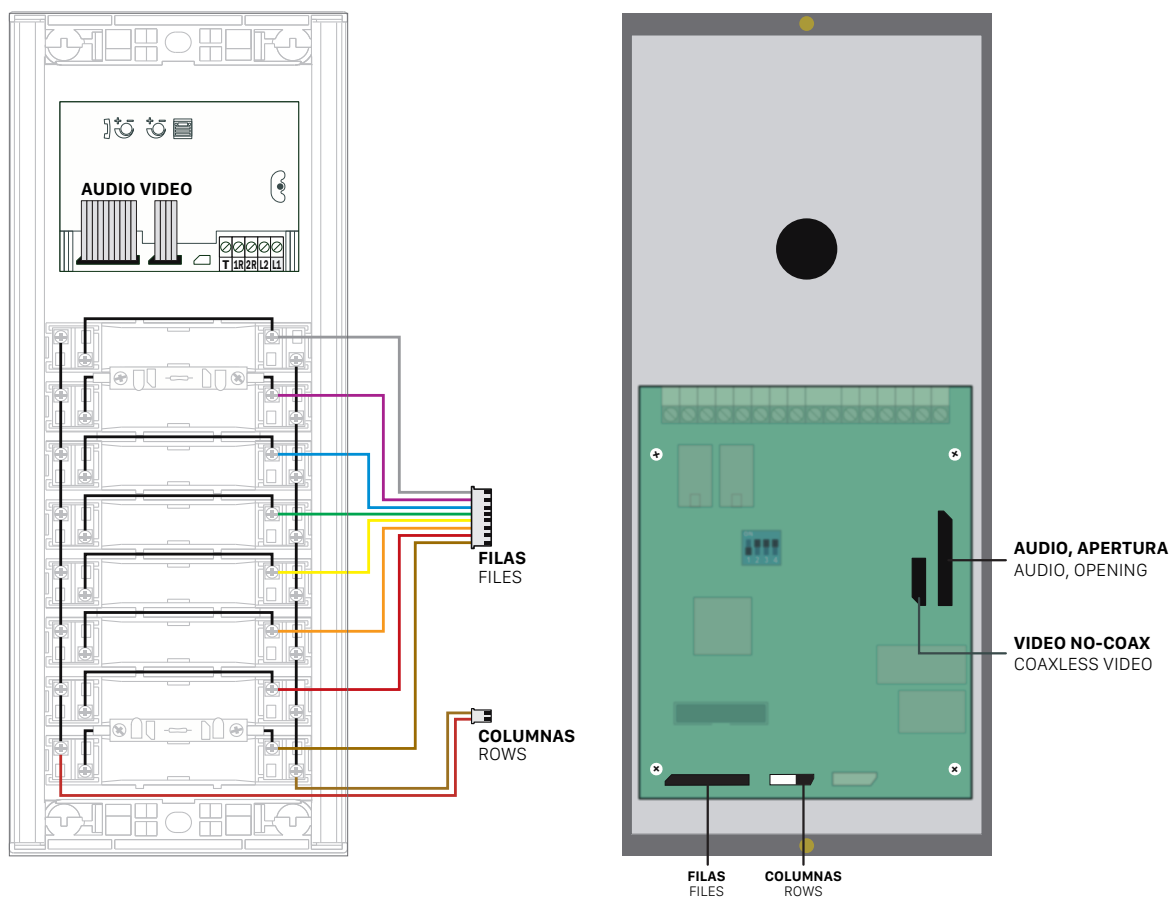 AUDIO VIDEO
T 1R 2R L2 L1
FILAS
FILES
COLUMNAS
ROWS
AUDIO, APERTURA
AUDIO, OPENING
VIDEO NO-COAX
COAXLESS VIDEO
FILAS
FILES
COLUMNAS
ROWS